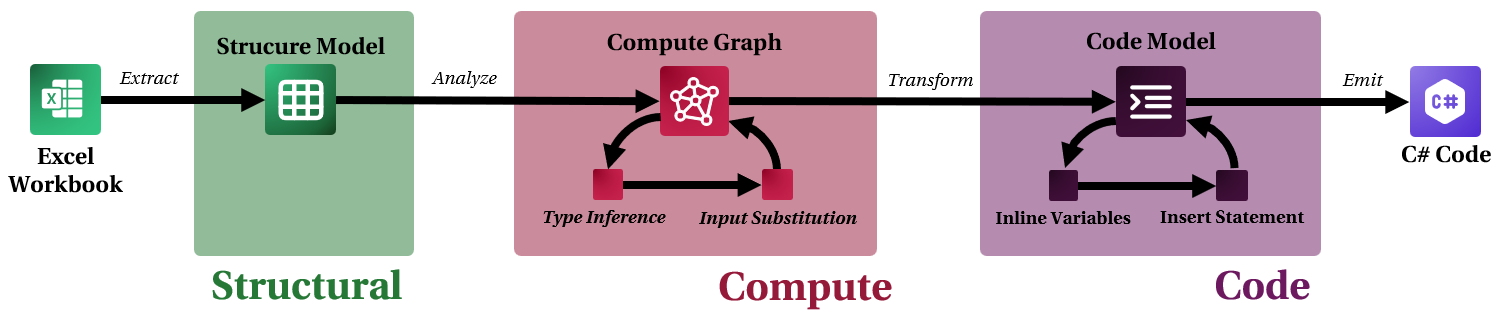 Strucure Model
Compute Graph
Code Model
Extract
Analyze
Transform
Emit
X
C#
Excel
Workbook
C# Code
Type Inference
Input Substitution
Inline Variables
Insert Statement
Structural
Compute
Code